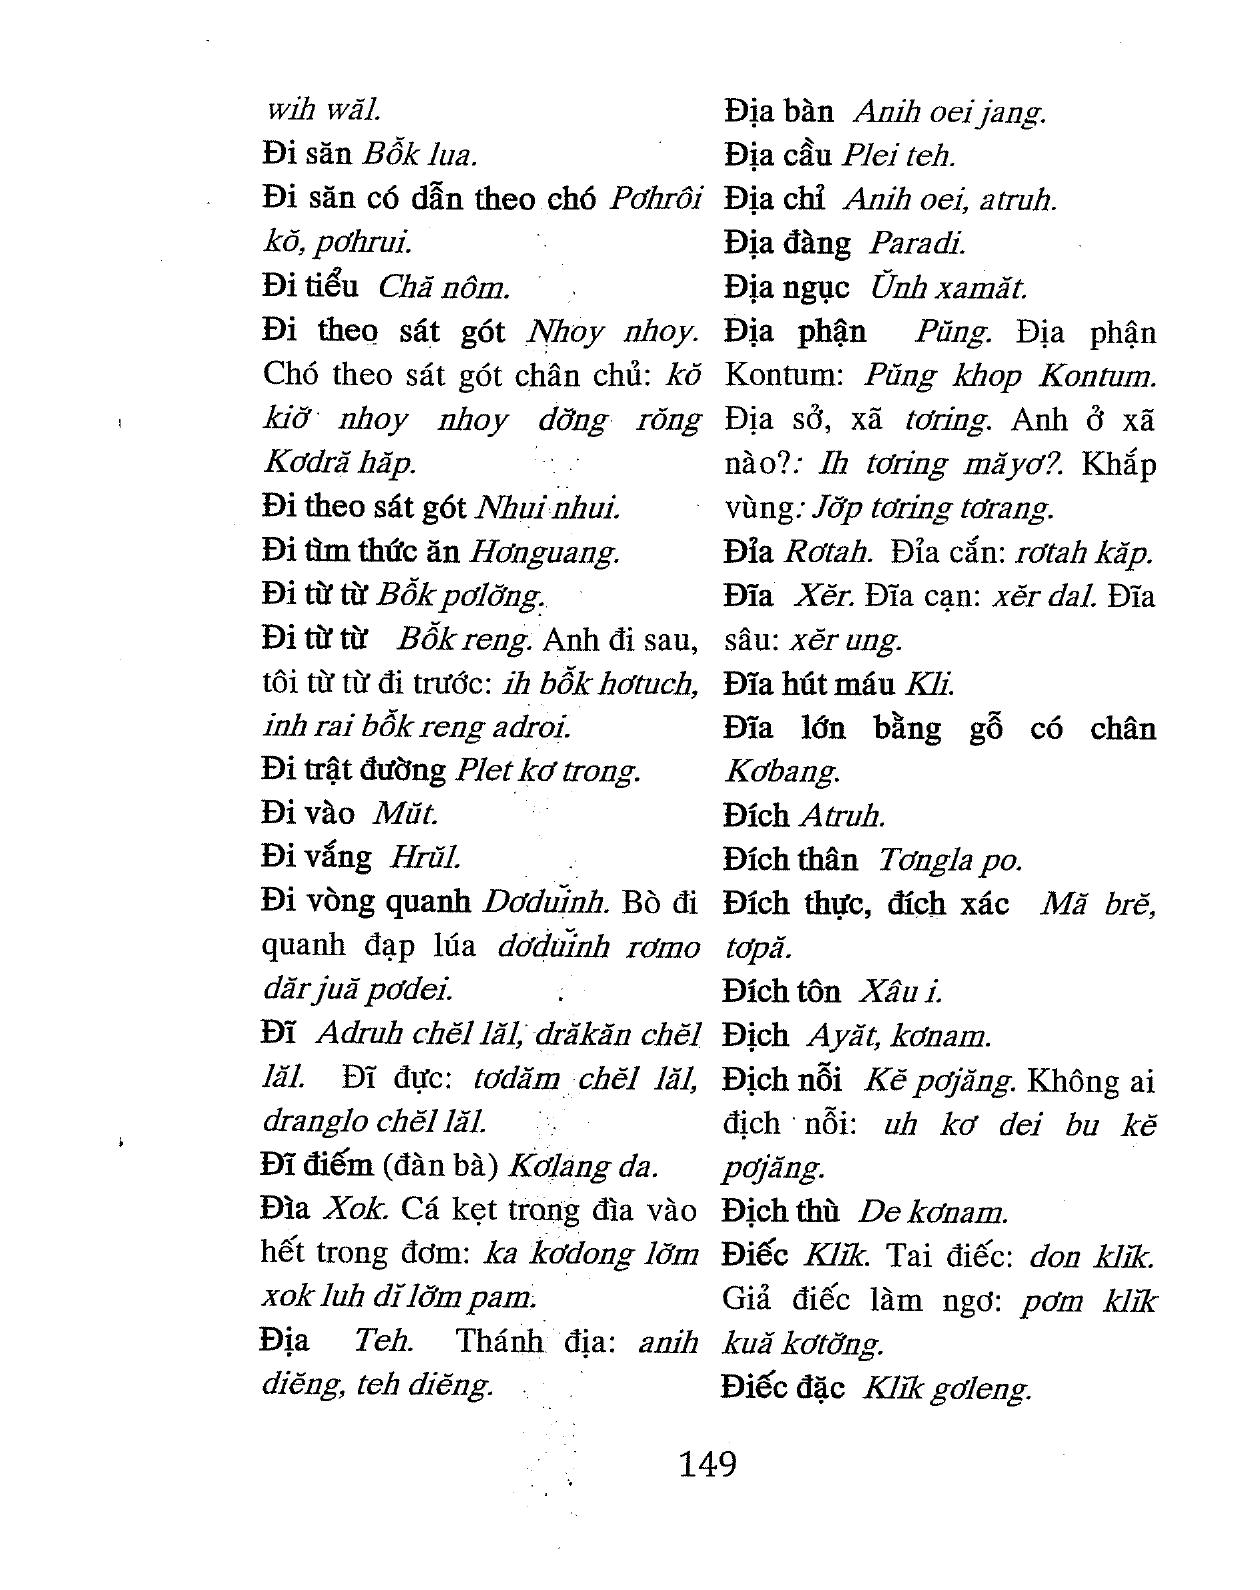 wih wăl.
Đi săn Bỗk lua.
Đi săn có dẫn theo chó Pơhrôi
kŏ, pơhrui.
Đi tiểu Chă nôm.
Đi theo sát gót Nhoy nhoy.
Chó theo sát gót chân chủ: kŏ
kiơ̆ nhoy nhoy dơ̆ng rŏng
Kơdră hăp.
Đi theo sát gót Nhui nhui.
Đi tìm thức ăn Hơnguang.
Đi từ từ Bỗk pơlơ̆ng.
Đi từ từ Bỗk reng. Anh đi sau,
tôi từ từ đi trước: ih bỗk hơtuch,
inh rai bỗk reng adroi.
Đi trật đường Plet kơ trong.
Đi vào Mŭt.
Đi vắng Hrŭl.
Đi vòng quanh Dơduĭnh. Bò đi
quanh đạp lúa dơduĭnh rơmo
dăr juă pơdei.
Đĩ Adruh chĕl lăl, drăkăn chĕl
lăl. Đĩ đực: tơdăm chĕl lăl,
dranglo chĕl lăl.
Đĩ điếm (đàn bà) Kơlang da.
Đìa Xok. Cá kẹt trong đìa vào
hết trong đơm: ka kơdong lơ̆m
xok luh dĭ lơ̆m pam.
Địa Teh. Thánh địa: anih
diĕng, teh diĕng.
Địa bàn Anih oei jang.
Địa cầu Plei teh.
Địa chỉ Anih oei, atruh.
Địa đàng Paradi.
Địa ngục Ŭnh xamăt.
Địa phận Pŭng. Địa phận
Kontum: Pŭng khop Kontum.
Địa sở, xã tơring. Anh ở xã
nào?: Ih tơring măyơ?. Khắp
vùng: Jơ̆p tơring tơrang.
Đỉa Rơtah. Đỉa cắn: rơtah kăp.
Đĩa Xĕr. Đĩa cạn: xĕr dal. Đĩa
sâu: xĕr ung.
Đĩa hút máu Kli.
Đĩa lớn bằng gỗ có chân
Kơbang.
Đích Atruh.
Đích thân Tơngla po.
Đích thực, đích xác Mă brĕ,
tơpă.
Đích tôn Xâu i.
Địch Ayăt, kơnam.
Địch nỗi Kĕ pơjăng. Không ai
địch nỗi: uh kơ dei bu kĕ
pơjăng.
Địch thù De kơnam.
Điếc Klĭk. Tai điếc: don klĭk.
Giả điếc làm ngơ: pơm klĭk
kuă kơtơ̆ng.
Điếc đặc Klĭk gơleng.
149